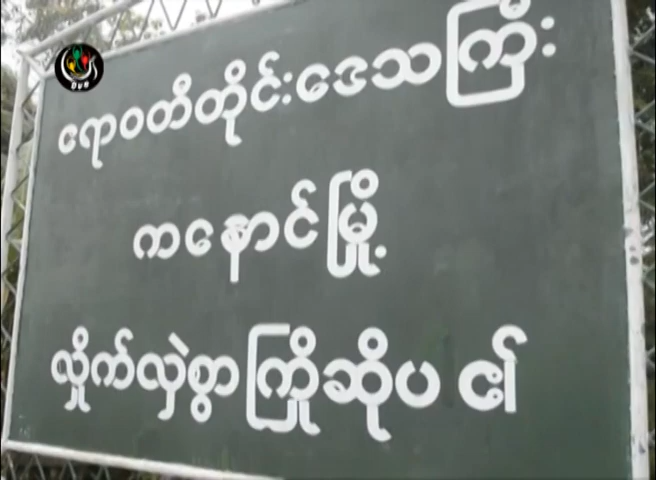 ဧရာဝတီတိုင်းဒေသကြီး
ကနောင်မြို့
လှိုက်လှဲစွာကြိုဆိုပ ၏
DVB